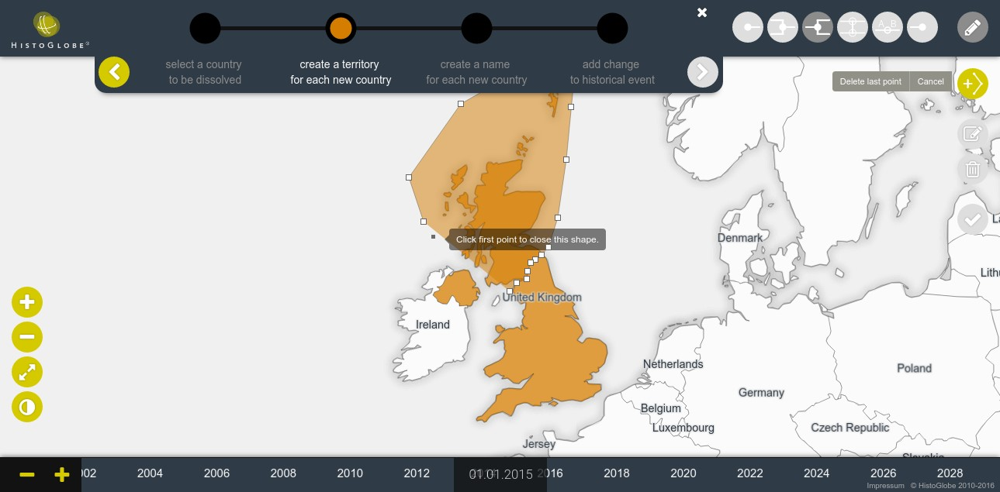 HISTOGLOBE³
select a country
to be dissolved
create a territory
for each new country
create a name
for each new country
add change
to historical event
A B
Delete last point
Cancel
Click first point to close this shape.
Denmark
La
Lith
United Kingdom
Ireland
Netherlands
Poland
Germany
Belgium
Luxembourg
Czech Republic
Jersey
Slovakia
002
2004
2006
2008
2010
2012
01.01.2015
2016
2018
2020
2022
2024
2026
2028
Impressum
© HistoGlobe 2010-2016